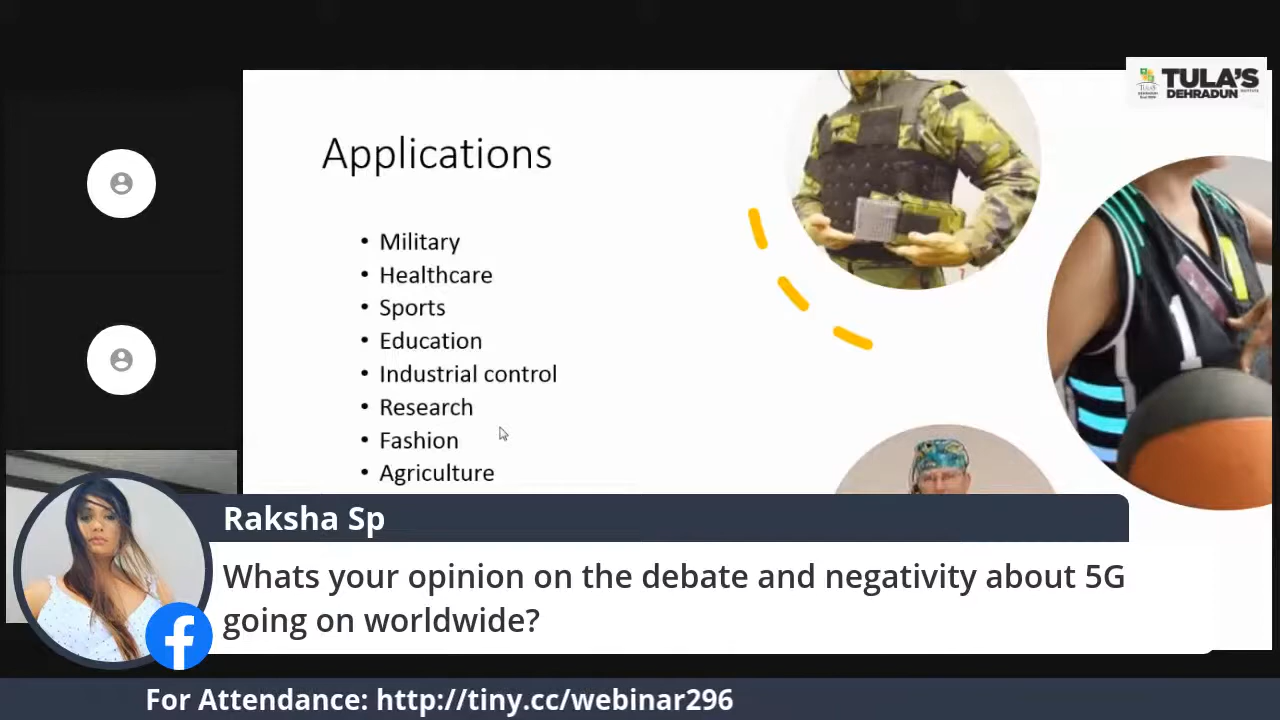 TULA'S
DEHRADUN
Applications
• Military
• Healthcare
• Sports
• Education
• Industrial control
• Research
• Fashion
• Agriculture
1
Raksha Sp
Whats your opinion on the debate and negativity about 5G
going on worldwide?
For Attendance: http://tiny.cc/webinar296